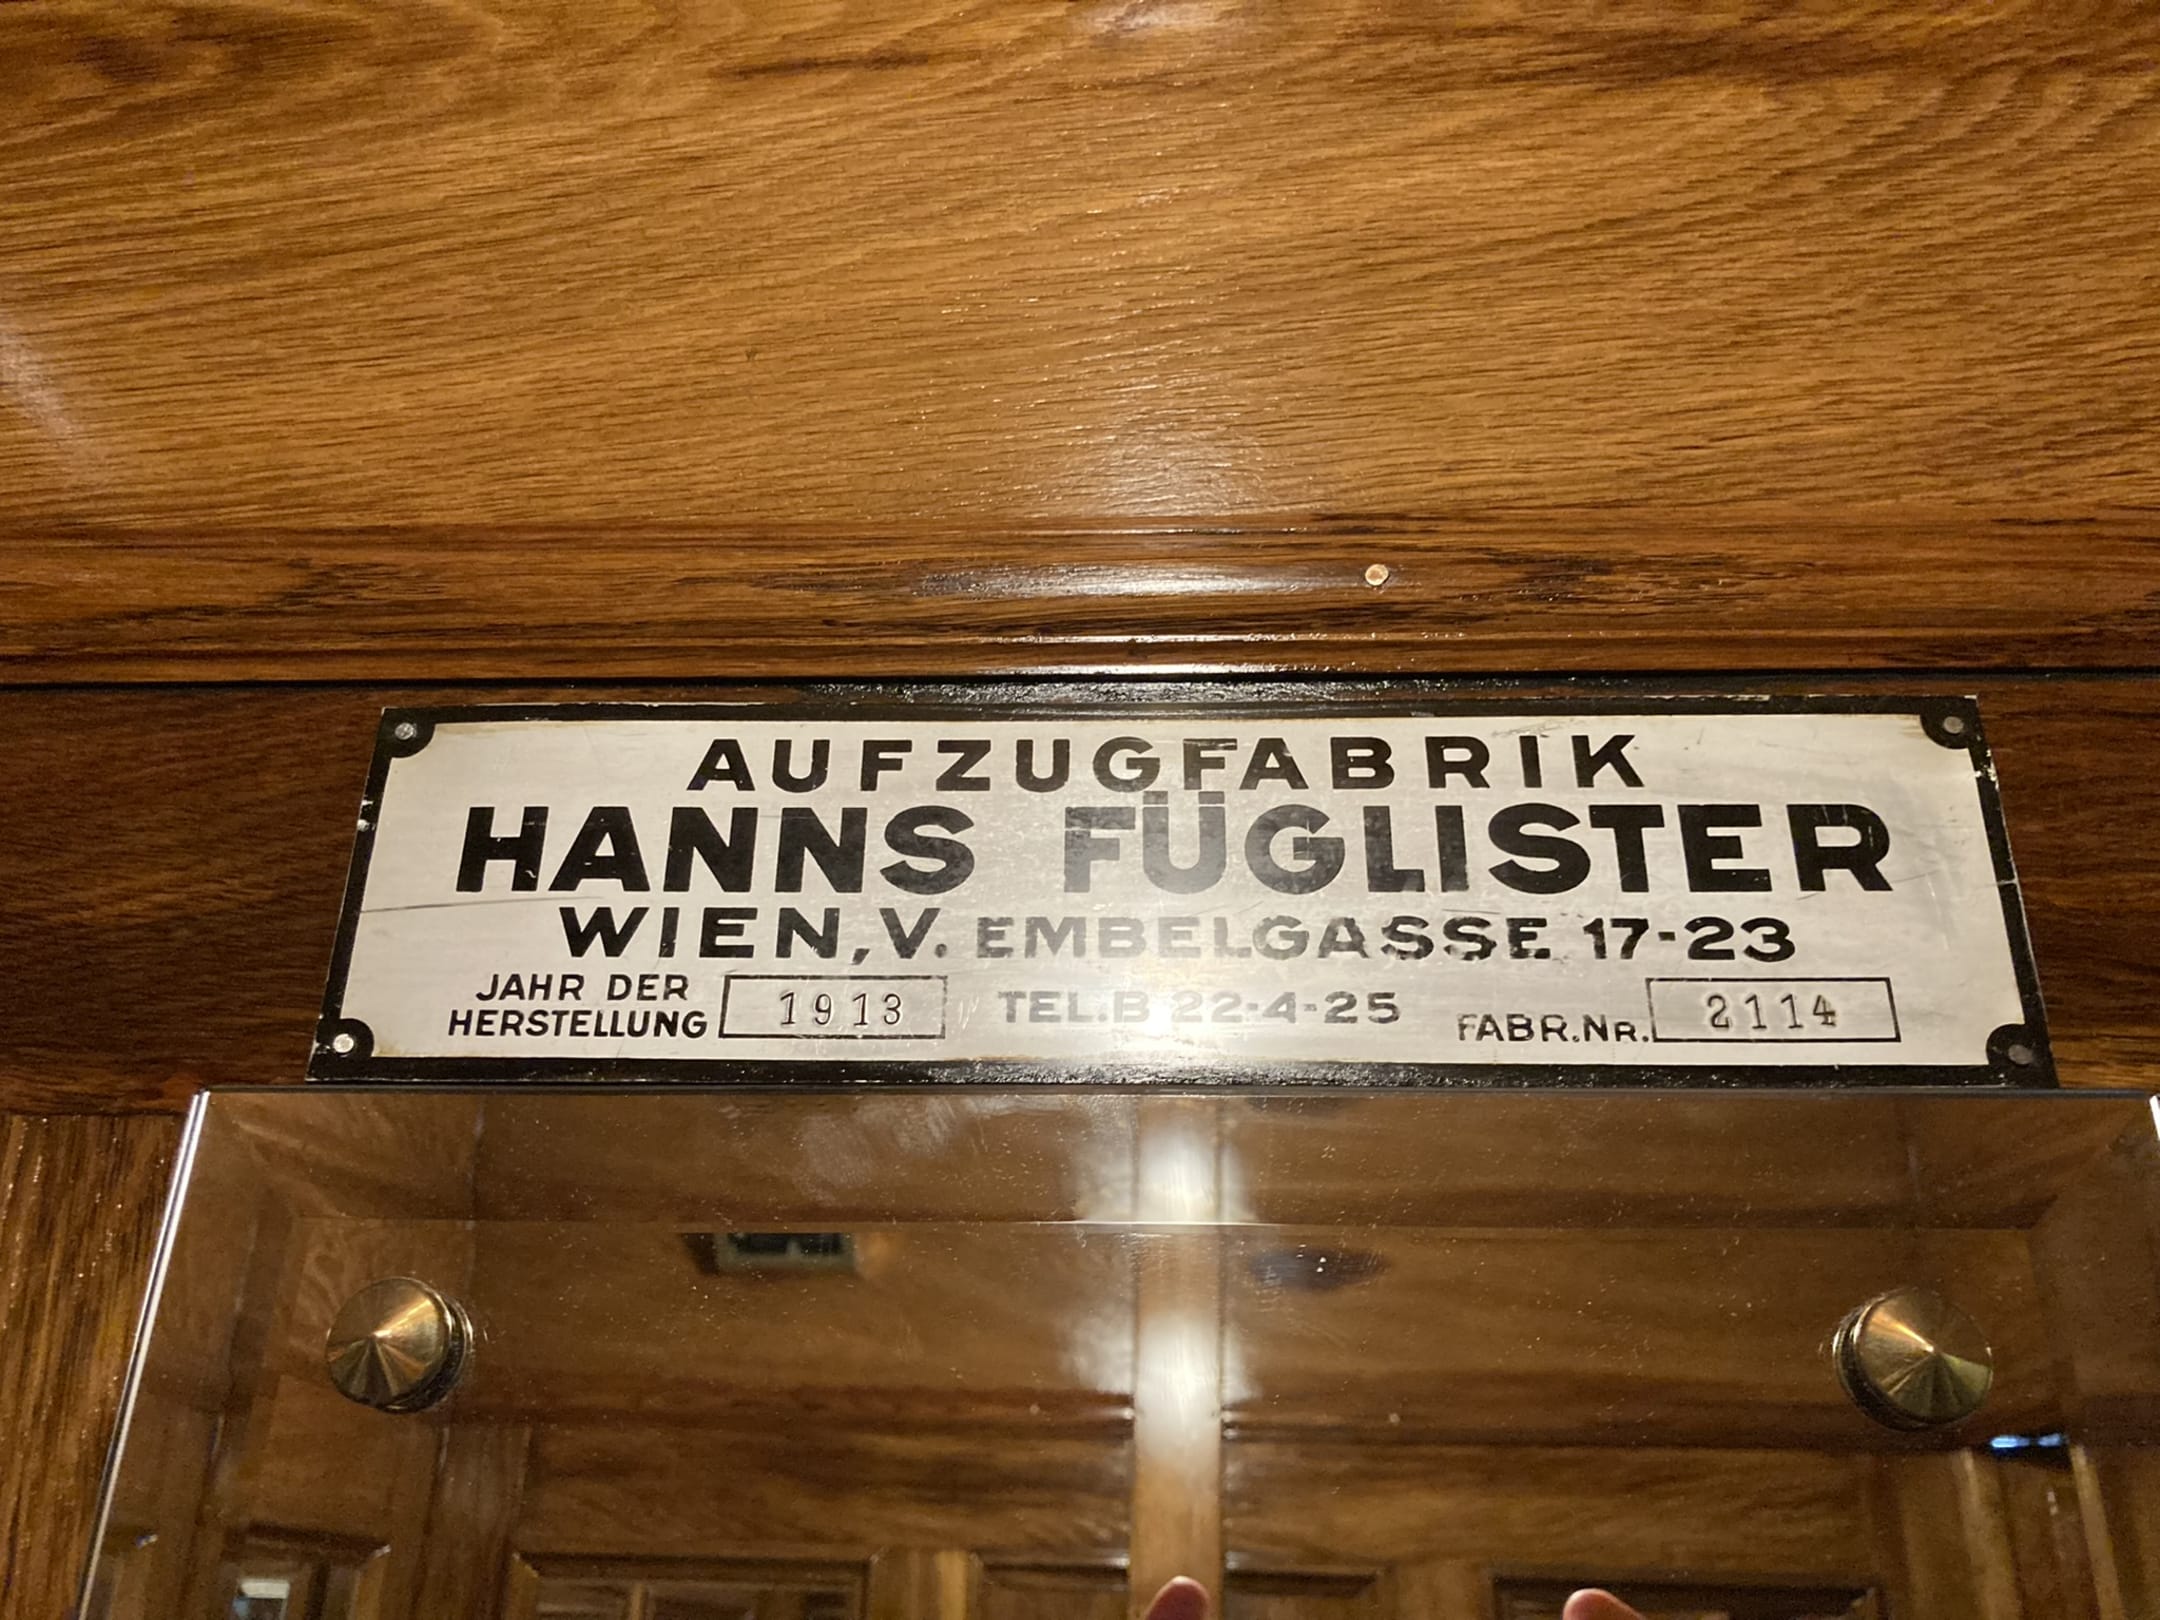 AUFZUGFABRIK
HANNS FÜGLISTER
WIEN, V. EMBELGASSE 17-23
JAHR DER HERSTELLUNG 1913 TEL. B 22-4-25 FABR. NR. 2114